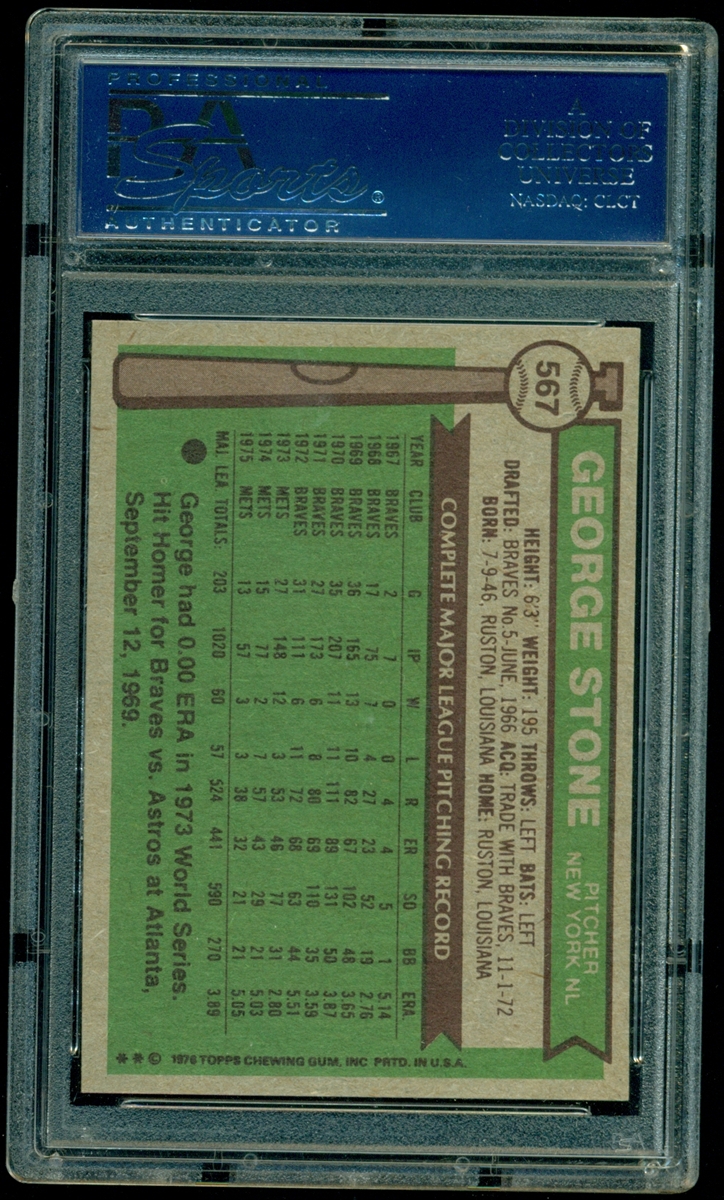 PROFESSIONAL
PSA
Sports®
AUTHENTICATOR
A
DIVISION OF
COLLECTORS
UNIVERSE
NASDAQ: CLCT
567
GEORGE STONE
PITCHER
NEW YORK NL
HEIGHT: 6'3" WEIGHT: 195 THROWS: LEFT BATS: LEFT
DRAFTED: BRAVES No. 5-JUNE, 1966 ACQ: TRADE WITH BRAVES, 11-1-72
BORN: 7-9-46, RUSTON, LOUISIANA HOME: RUSTON, LOUISIANA
COMPLETE MAJOR LEAGUE PITCHING RECORD
YEAR CLUB G IP W L R ER SO BB ERA
1967 BRAVES 2 7 0 0 4 4 5 1 5.14
1968 BRAVES 17 75 7 4 27 23 52 19 2.76
1969 BRAVES 36 165 13 10 82 67 102 48 3.65
1970 BRAVES 35 207 11 11 111 89 131 50 3.87
1971 BRAVES 27 173 6 8 80 69 110 35 3.59
1972 BRAVES 31 111 6 11 72 68 63 44 5.51
1973 METS 27 148 12 3 53 46 77 31 2.80
1974 METS 15 77 2 7 57 43 29 21 5.03
1975 METS 13 57 3 3 38 32 21 21 5.05
MAJ. LEA. TOTALS: 203 1020 60 57 524 441 590 270 3.89
George had 0.00 ERA in 1973 World Series.
Hit Homer for Braves vs. Astros at Atlanta,
September 12, 1969.
** © 1976 TOPPS CHEWING GUM, INC. PRTD. IN U.S.A.